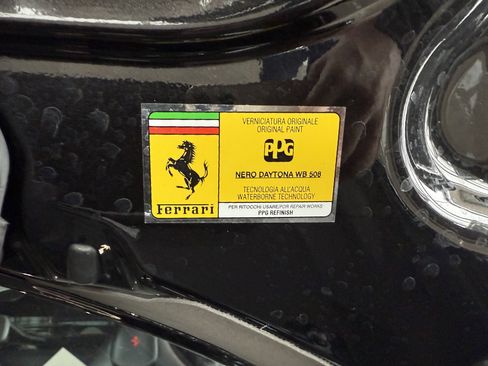 VERNICIATURA ORIGINALE
ORIGINAL PAINT
PPG
NERO DAYTONA WB 508
TECNOLOGIA ALL'ACQUA
WATERBORNE TECHNOLOGY
Ferrari
PER RITOCCHI USARE/FOR REPAIR WORKS
PPG REFINISH